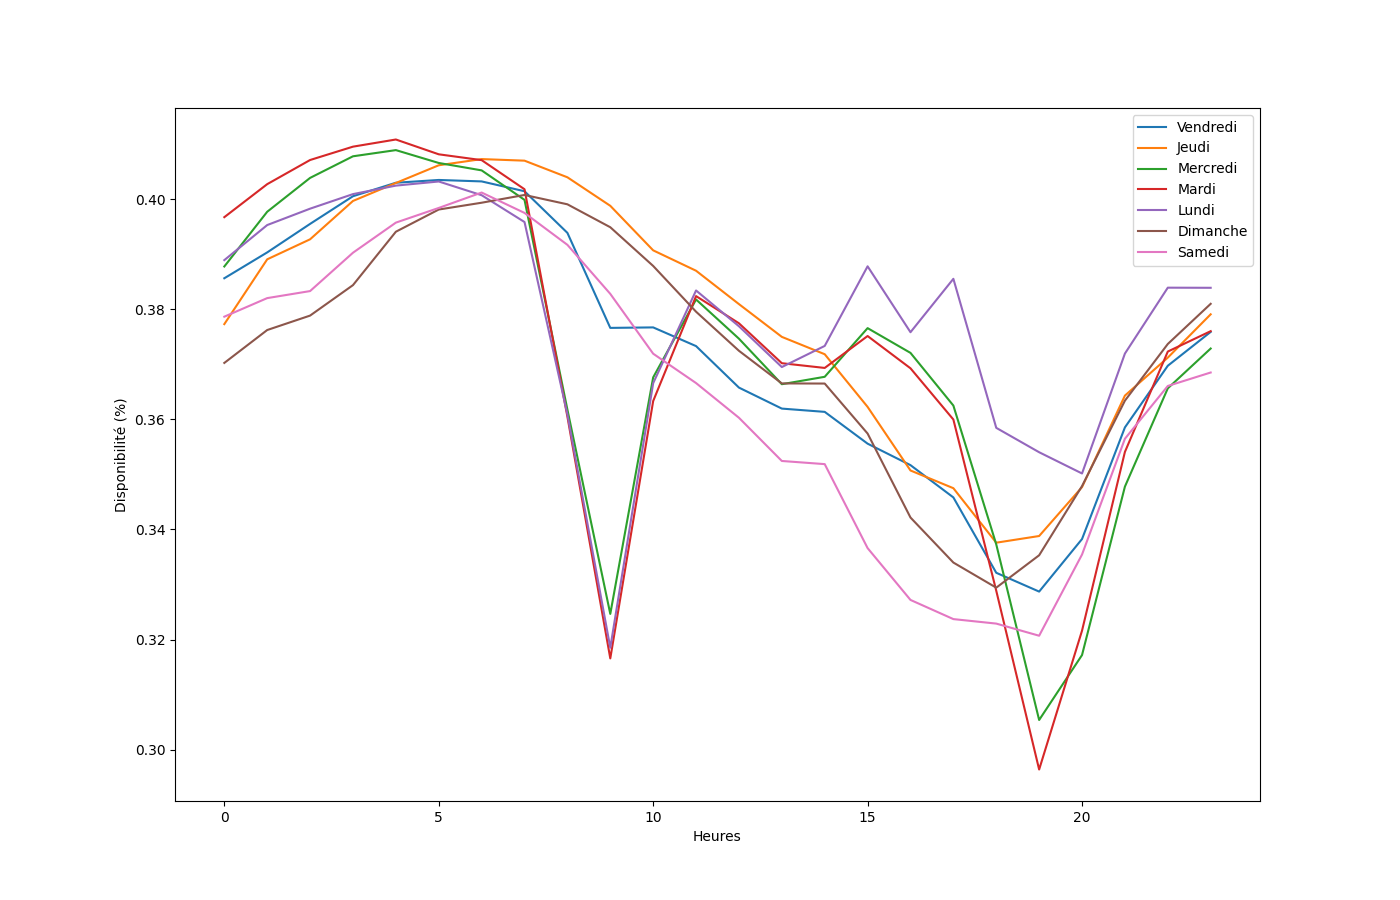 Vendredi
Jeudi
Mercredi
Mardi
Lundi
Dimanche
Samedi
0.40
0.38
0.36
0.34
0.32
0.30
Disponibilité (%)
0 5 10 15 20
Heures